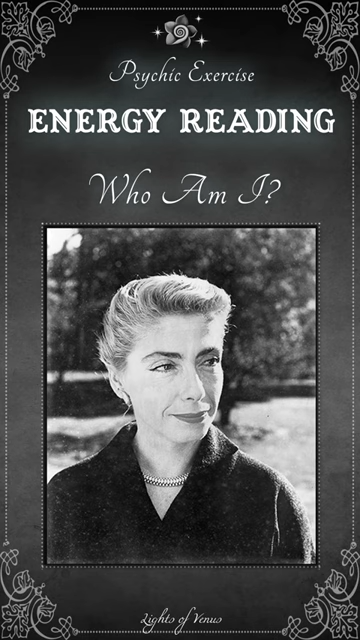 Psychic Exercise
ENERGY READING
Who Am I?
Lights of Venus